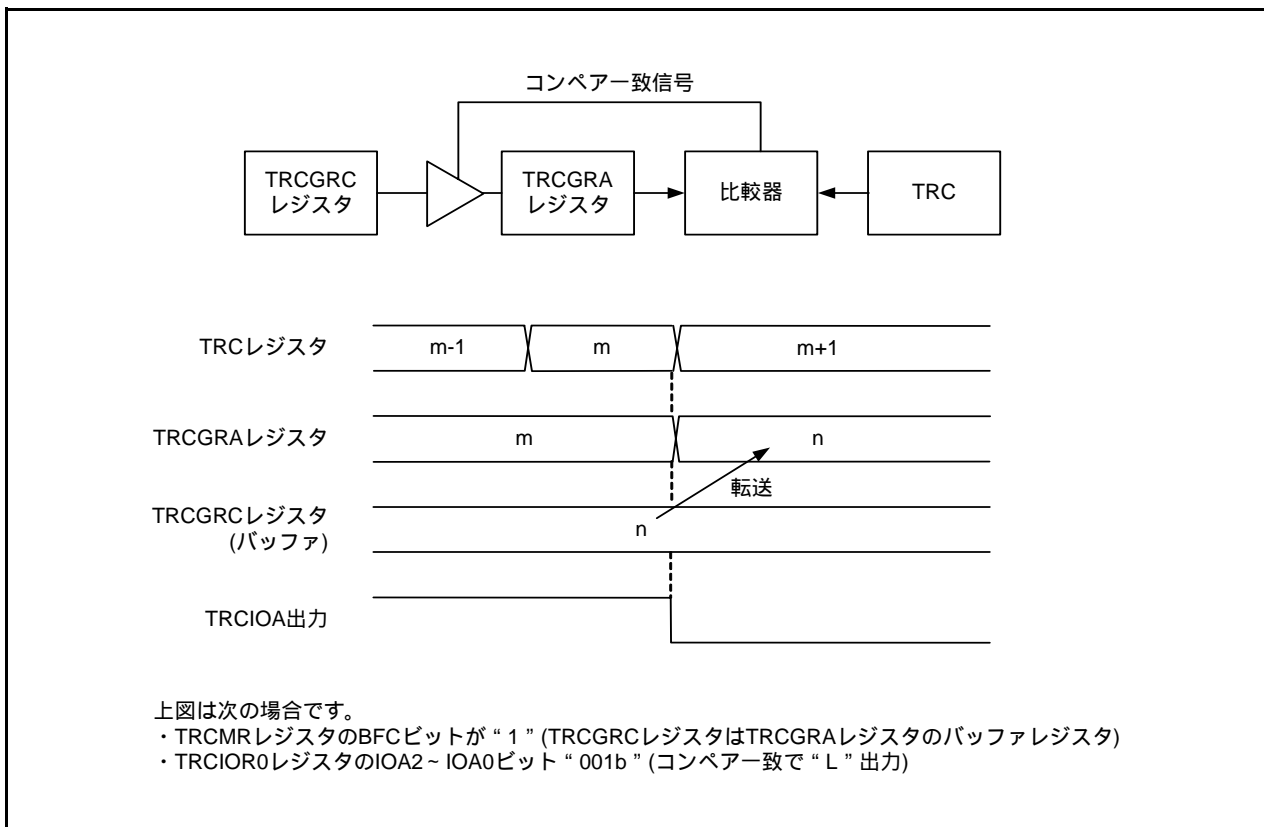 コンペア一致信号
TRCGRC
レジスタ
TRCGRA
レジスタ
比較器
TRC
TRCレジスタ
m-1
m
m+1
TRCGRAレジスタ
m
n
転送
TRCGRCレジスタ
(バッファ)
n
TRCIOA出力
上図は次の場合です。
・TRCMRレジスタのBFCビットが“1”(TRCGRCレジスタはTRCGRAレジスタのバッファレジスタ)
・TRCIOR0レジスタのIOA2~IOA0ビット“001b”(コンペア一致で“L”出力)